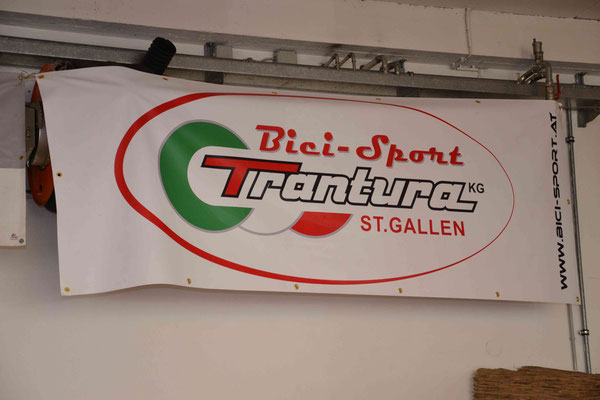 Bici-Sport
Trantura KG
ST.GALLEN
WWW.BICI-SPORT.AT